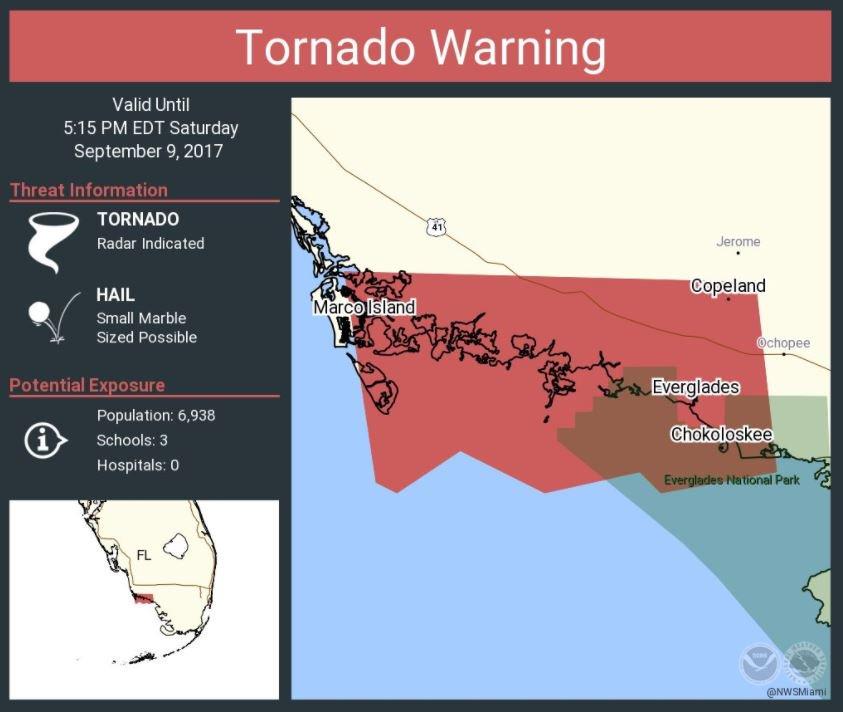 Tornado Warning
Valid Until
5:15 PM EDT Saturday
September 9, 2017
Threat Information
TORNADO
Radar Indicated
HAIL
Small Marble
Sized Possible
Potential Exposure
Population: 6,938
Schools: 3
Hospitals: 0
FL
41
Jerome
Copeland
Marco Island
Ochopee
Everglades
Chokoloskee
Everglades National Park
@NWSMiami